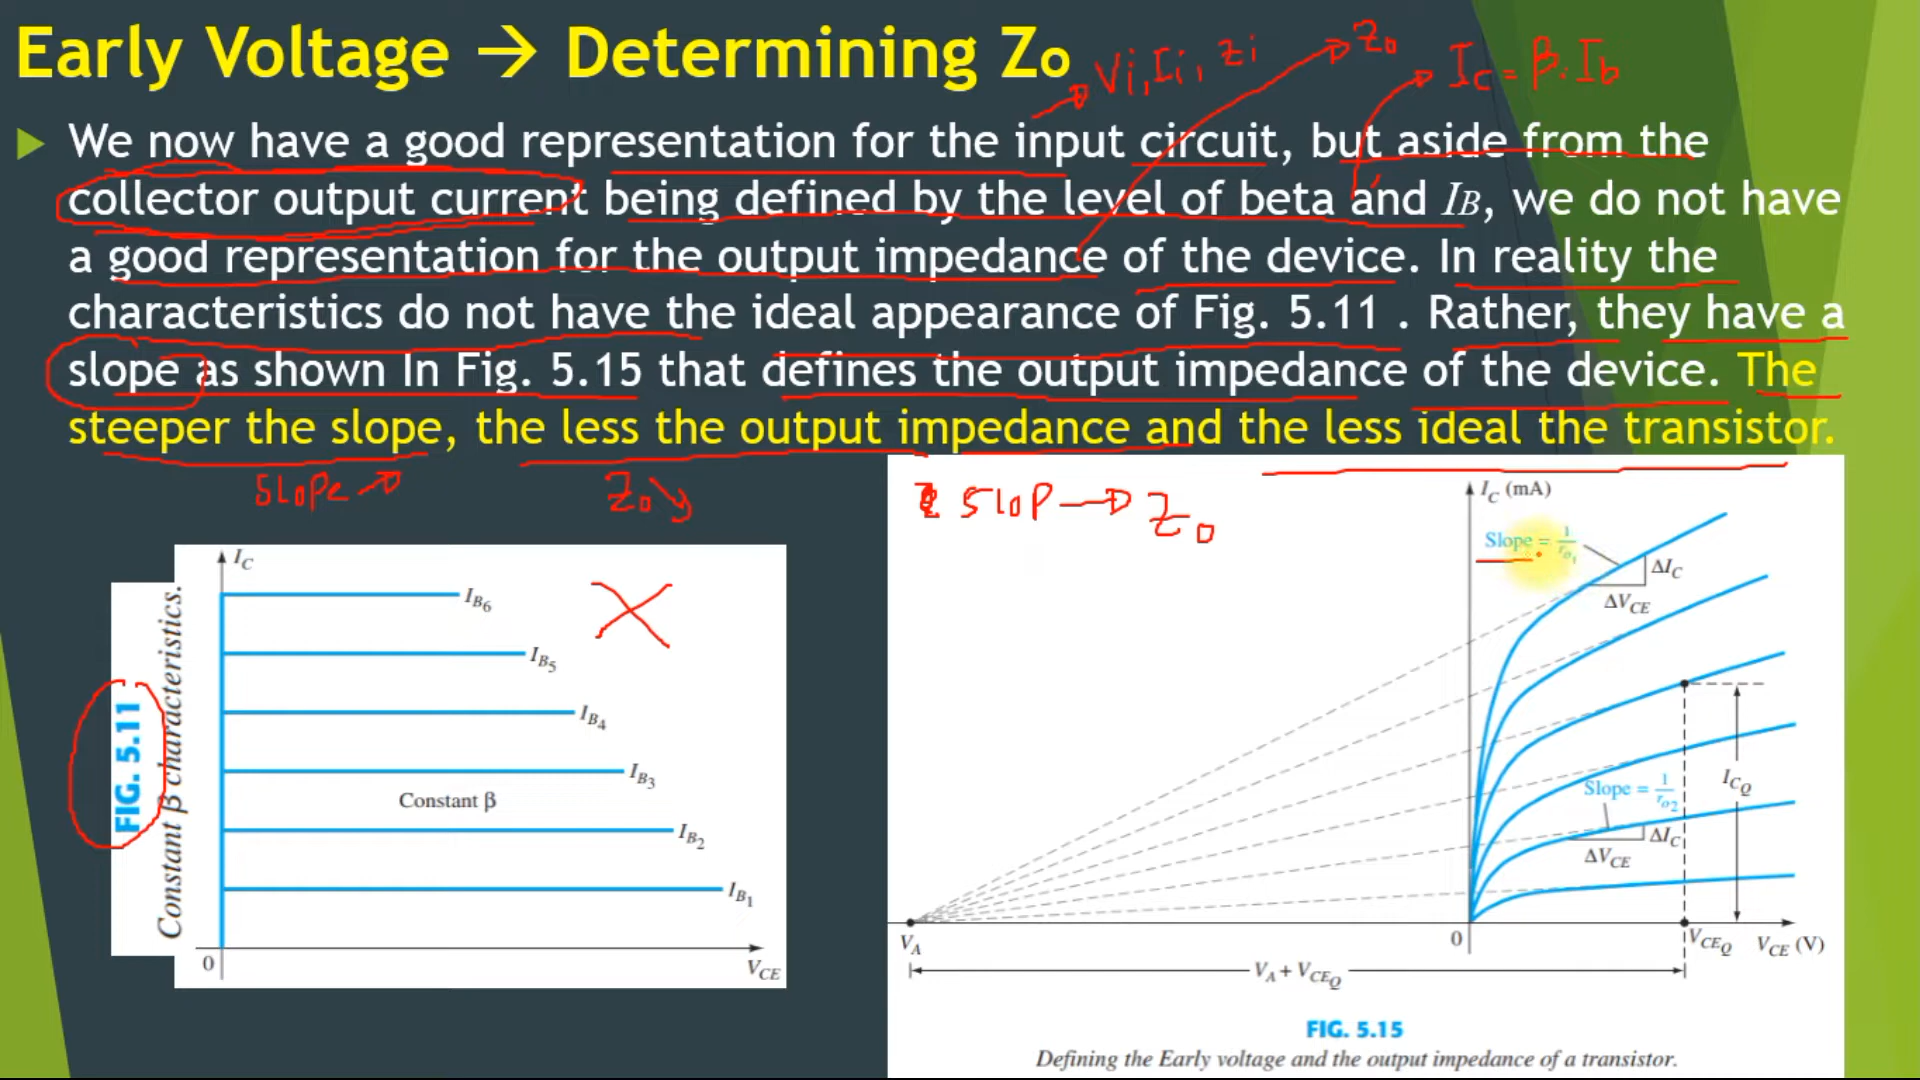 Early Voltage → Determining Zo
Vi, Ii, Zi
Zo
Ic = β. Ib
We now have a good representation for the input circuit, but aside from the
collector output current being defined by the level of beta and IB, we do not have
a good representation for the output impedance of the device. In reality the
characteristics do not have the ideal appearance of Fig. 5.11 . Rather, they have a
slope as shown In Fig. 5.15 that defines the output impedance of the device. The
steeper the slope, the less the output impedance and the less ideal the transistor.
SloPe
Zo
SloP → Zo
FIG. 5.11
Constant β characteristics.
IC
IB6
IB5
IB4
IB3
Constant β
IB2
IB1
0
VCE
IC (mA)
Slope = 1/ro1
ΔIC
ΔVCE
ICQ
Slope = 1/ro2
ΔIC
ΔVCE
VA
0
VCEQ
VCE (V)
VA + VCEQ
FIG. 5.15
Defining the Early voltage and the output impedance of a transistor.